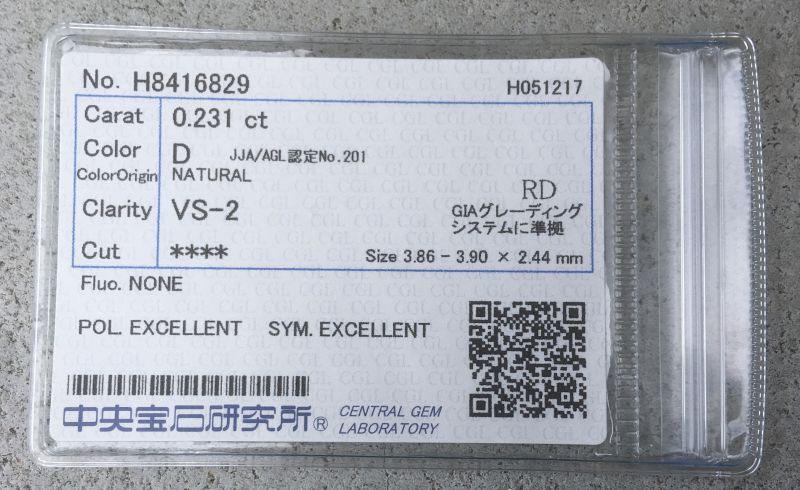 No. H8416829 H051217
Carat 0.231 ct
Color D JJA/AGL認定No.201
ColorOrigin NATURAL
RD
Clarity VS-2
GIAグレーディング
システムに準拠
Cut **** Size 3.86 - 3.90 × 2.44 mm
Fluo. NONE
POL. EXCELLENT SYM. EXCELLENT
中央宝石研究所® CENTRAL GEM
LABORATORY